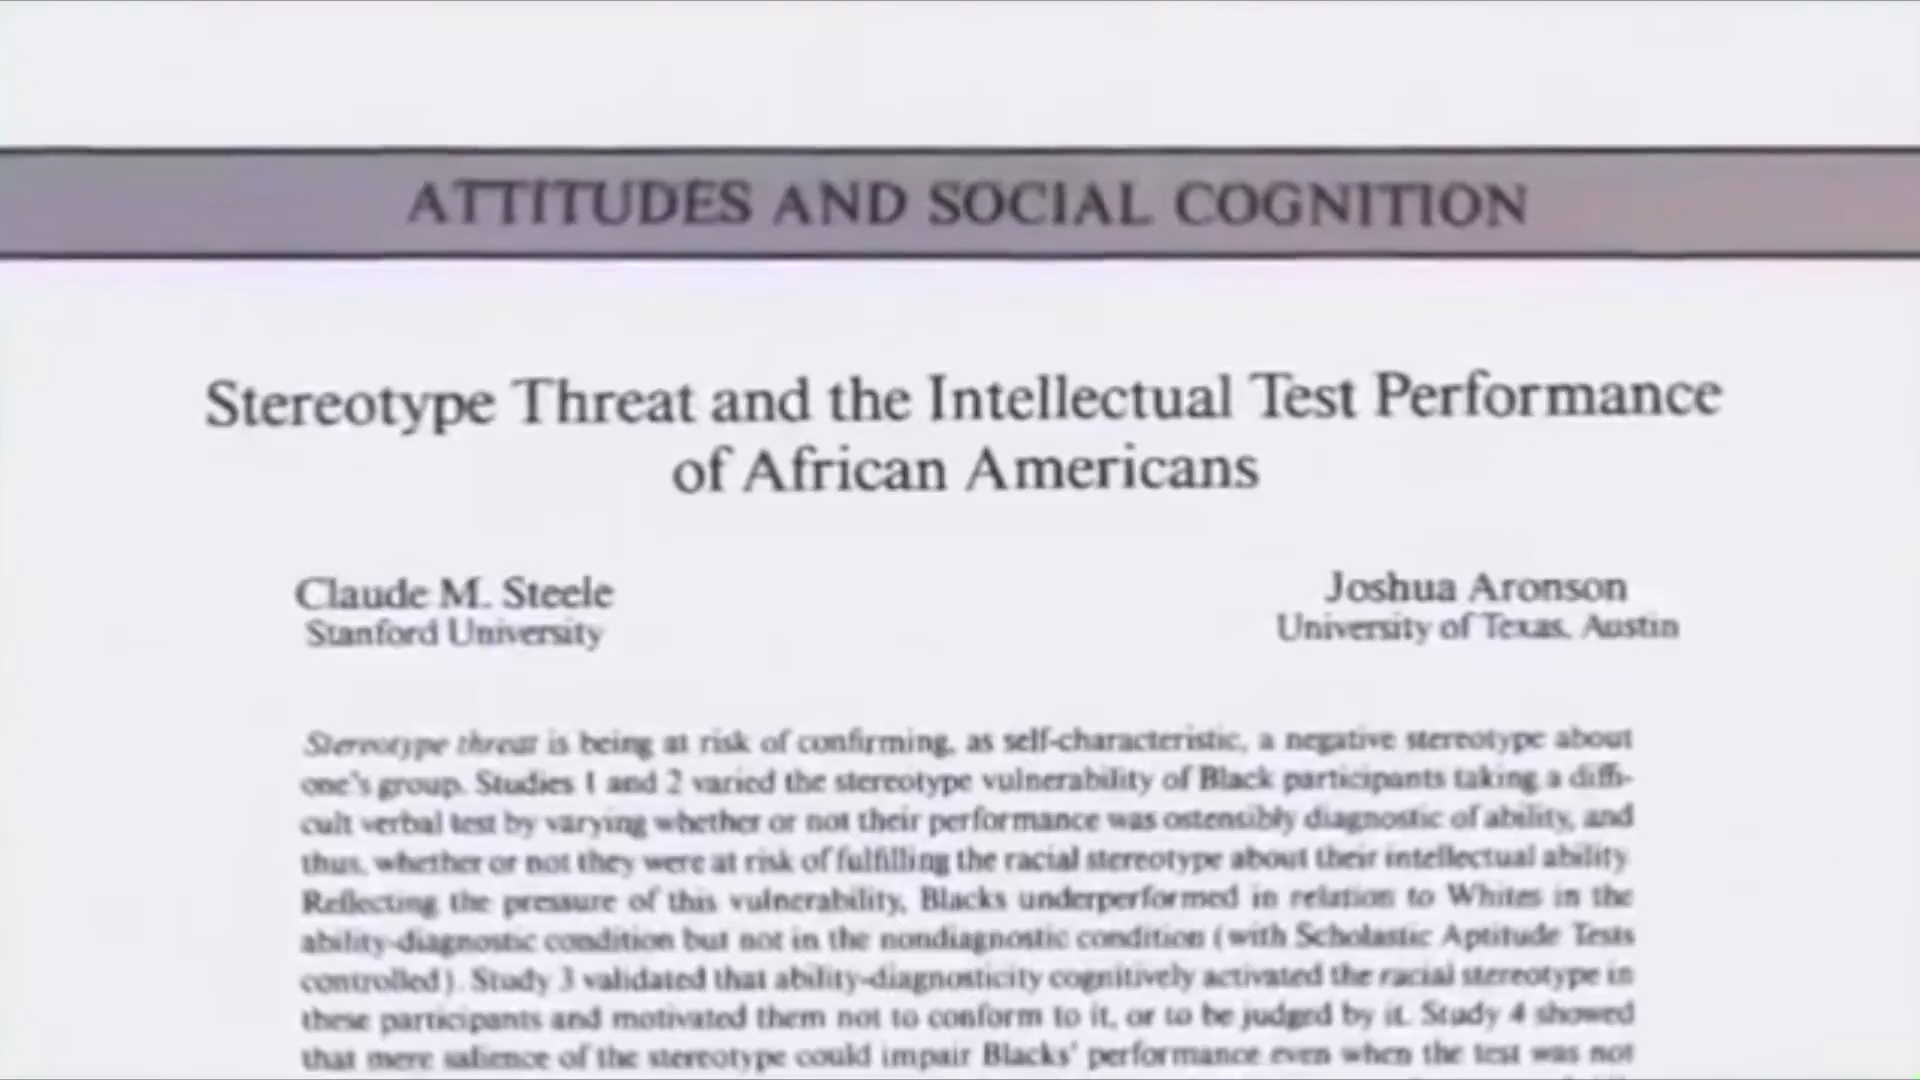 ATTITUDES AND SOCIAL COGNITION
Stereotype Threat and the Intellectual Test Performance
of African Americans
Claude M. Steele
Stanford University
Joshua Aronson
University of Texas, Austin
Stereotype threat is being at risk of confirming, as self-characteristic, a negative stereotype about
one's group. Studies 1 and 2 varied the stereotype vulnerability of Black participants taking a diffi-
cult verbal test by varying whether or not their performance was ostensibly diagnostic of ability, and
thus, whether or not they were at risk of fulfilling the racial stereotype about their intellectual ability
Reflecting the pressure of this vulnerability, Blacks underperformed in relation to Whites in the
ability-diagnostic condition but not in the nondiagnostic condition (with Scholastic Aptitude Tests
controlled). Study 3 validated that ability-diagnosticity cognitively activated the racial stereotype in
these participants and motivated them not to conform to it, or to be judged by it. Study 4 showed
that mere salience of the stereotype could impair Blacks' performance even when the test was not